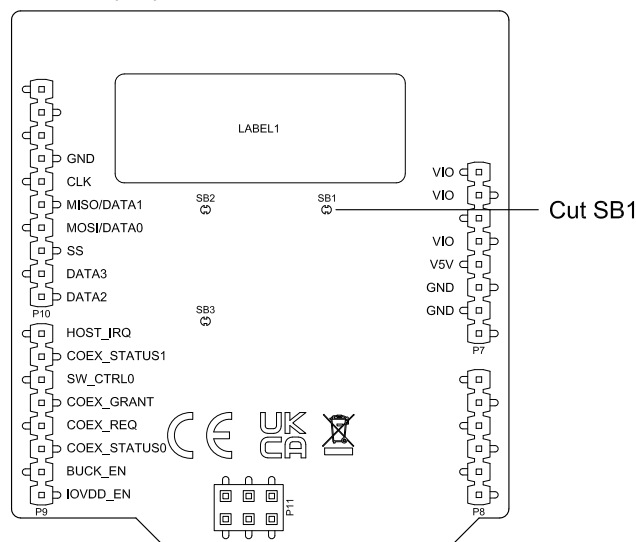 LABEL1
GND
CLK
MISO/DATA1
MOSI/DATA0
SS
DATA3
DATA2
P10
SB2
SB1
Cut SB1
SB3
VIO
VIO
VIO
V5V
GND
GND
P7
HOST_IRQ
COEX_STATUS1
SW_CTRL0
COEX_GRANT
COEX_REQ
COEX_STATUS0
BUCK_EN
IOVDD_EN
P9
CE
UK
CA
P11
P8